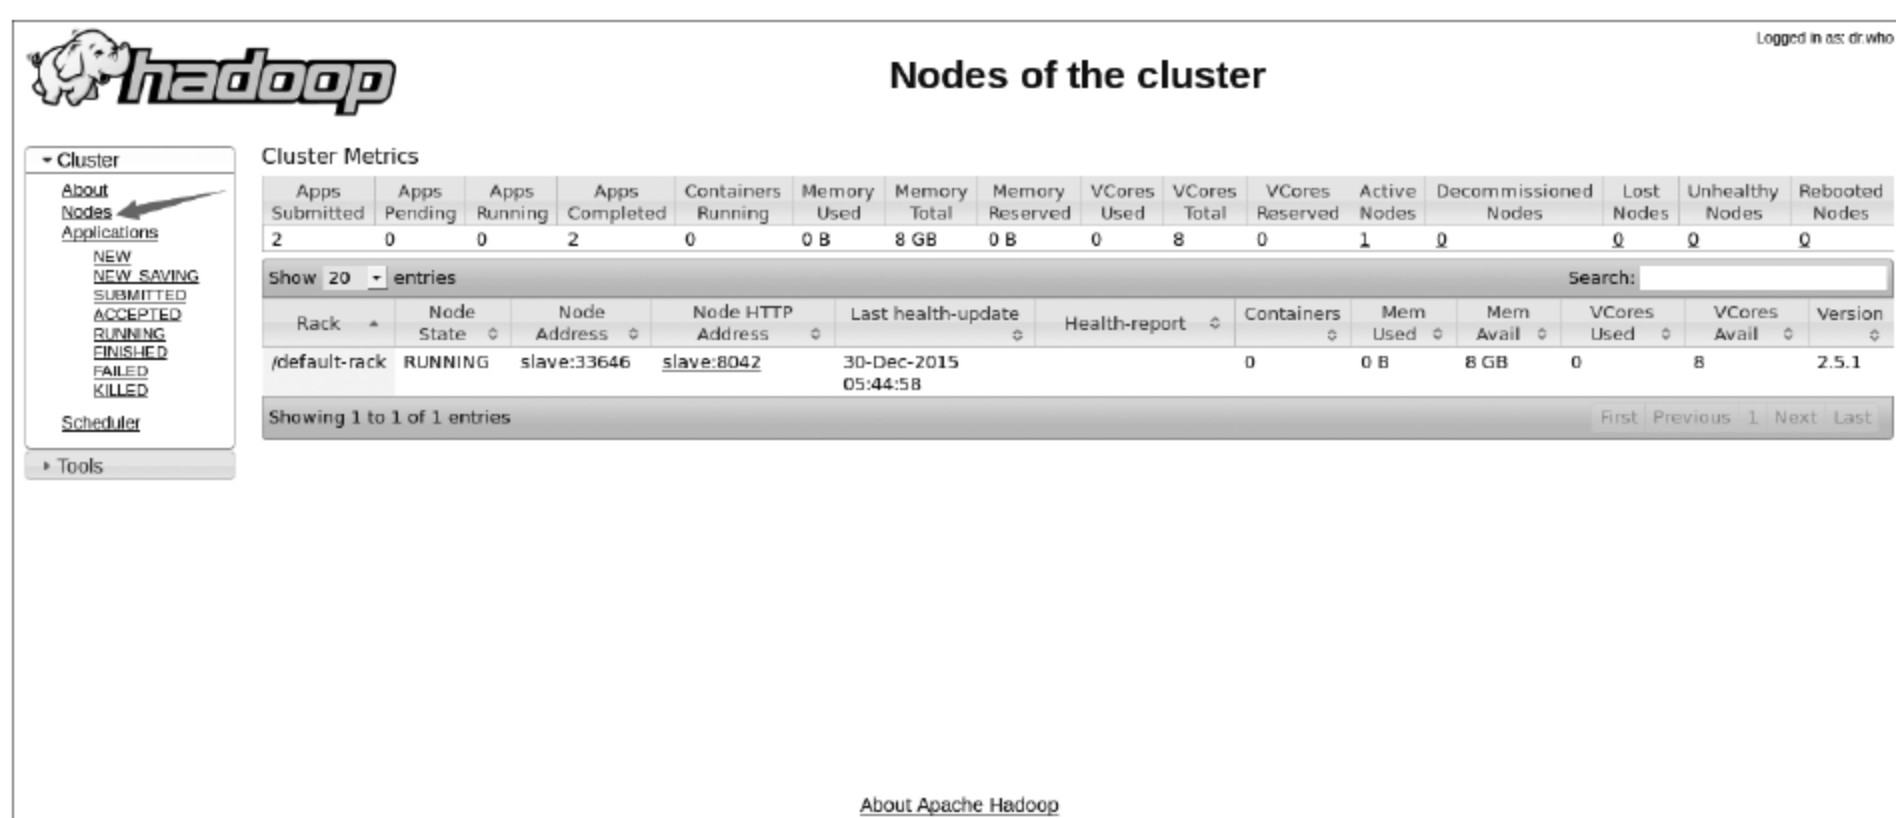 Logged in as: dr.who
hadoop
Nodes of the cluster
Cluster
About
Nodes
Applications
NEW
NEW_SAVING
SUBMITTED
ACCEPTED
RUNNING
FINISHED
FAILED
KILLED
Scheduler
Tools
Cluster Metrics
Apps Submitted Apps Pending Apps Running Apps Completed Containers Running Memory Used Memory Total Memory Reserved VCores Used VCores Total VCores Reserved Active Nodes Decommissioned Nodes Lost Nodes Unhealthy Nodes Rebooted Nodes
2 0 0 2 0 0 B 8 GB 0 B 0 8 0 1 0 0 0 0
Show 20 entries Search:
Rack Node State Node Address Node HTTP Address Last health-update Health-report Containers Mem Used Mem Avail VCores Used VCores Avail Version
/default-rack RUNNING slave:33646 slave:8042 30-Dec-2015 05:44:58 0 0 B 8 GB 0 8 2.5.1
Showing 1 to 1 of 1 entries First Previous 1 Next Last
About Apache Hadoop